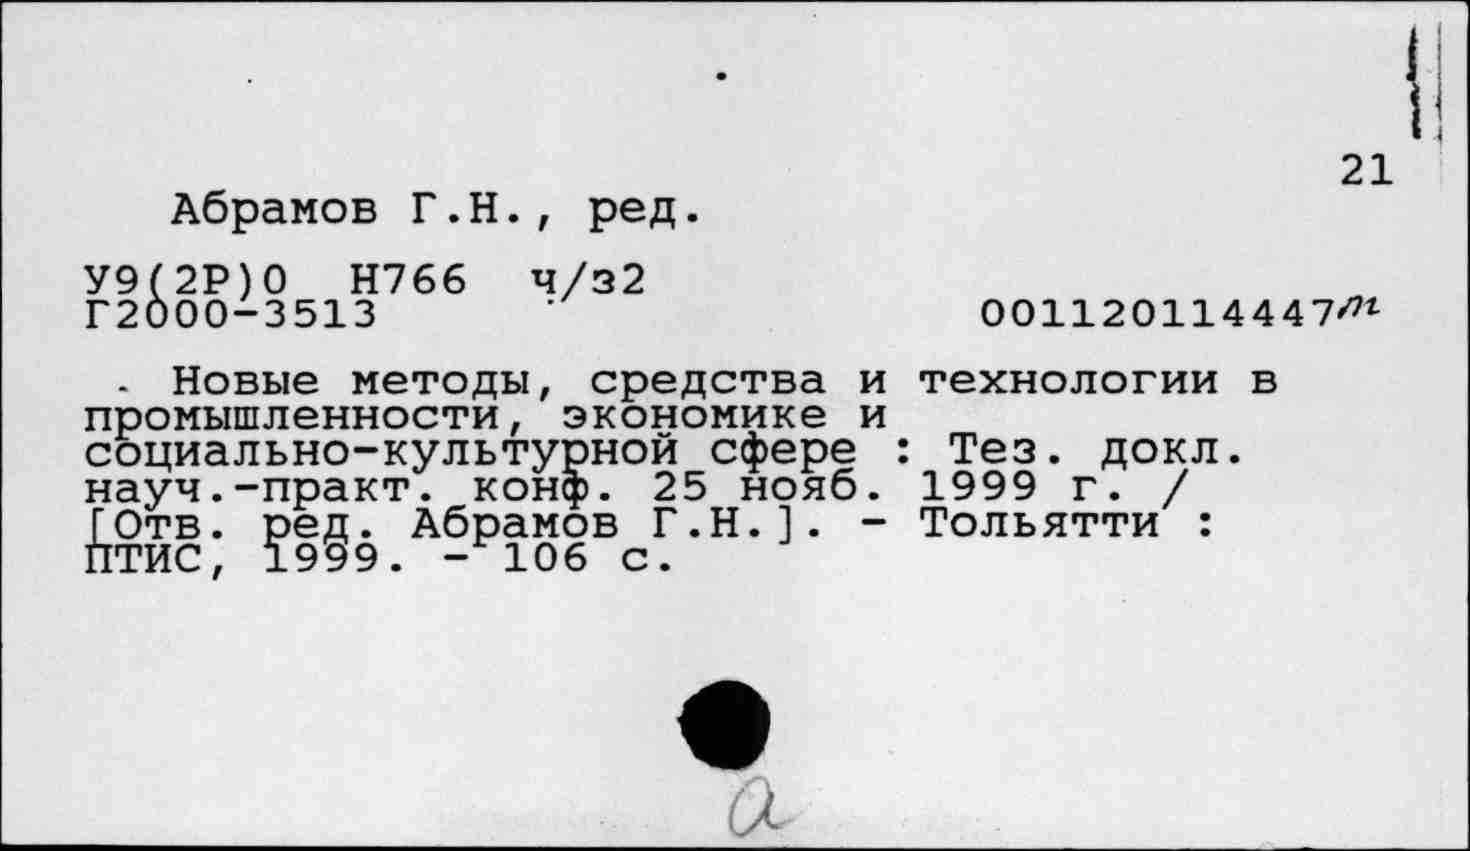 21
Абрамов Г.Н., ред.
У9(2Р)0 Н766 ч/з2
Г2000-3513 001120114447
. Новые методы, средства и технологии в
промышленности, экономике и
социально-культурной сфере : Тез. докл.
науч.-практ. конф. 25 нояб. 1999 г. /
[Отв. ред. Абрамов Г.Н.]. - Тольятти :
ПТИС, 1999. - 106 с.
а